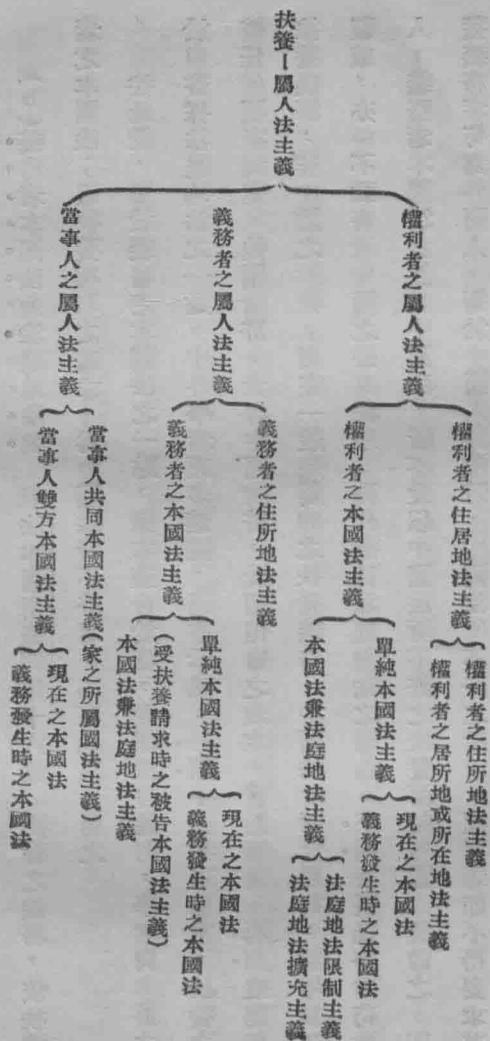 扶養—屬人法主義
權利者之屬人法主義
權利者之住居地法主義
權利者之住所地法主義
權利者之居所地或所在地法主義
權利者之本國法主義
單純本國法主義
現在之本國法
義務發生時之本國法
本國法兼法庭地法主義
法庭地法限制主義
法庭地法擴充主義
義務者之屬人法主義
義務者之住所地法主義
義務者之本國法主義
單純本國法主義
現在之本國法
義務發生時之本國法
(受扶養請求時之被告本國法主義)
本國法兼法庭地法主義
當事人之屬人法主義
當事人共同本國法主義(家之所屬國法主義)
當事人雙方本國法主義
現在之本國法
義務發生時之本國法